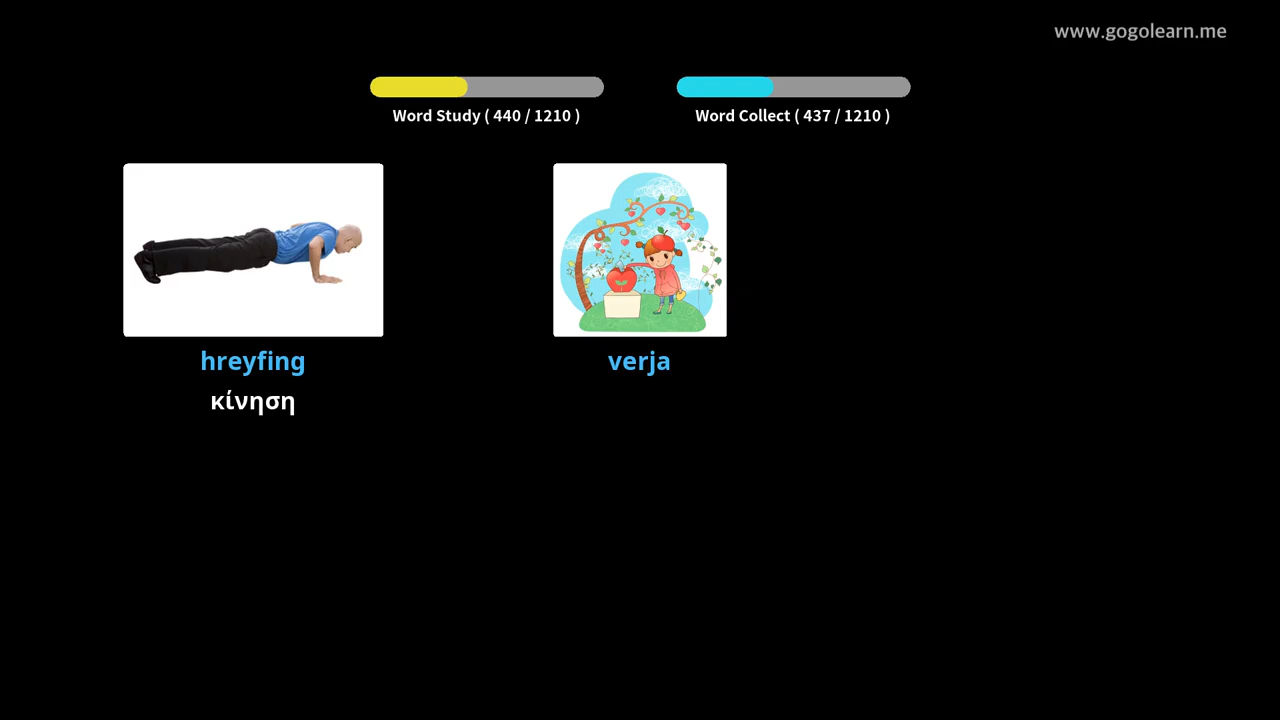 www.gogolearn.me
Word Study ( 440 / 1210 )
Word Collect ( 437 / 1210 )
hreyfing
κίνηση
verja